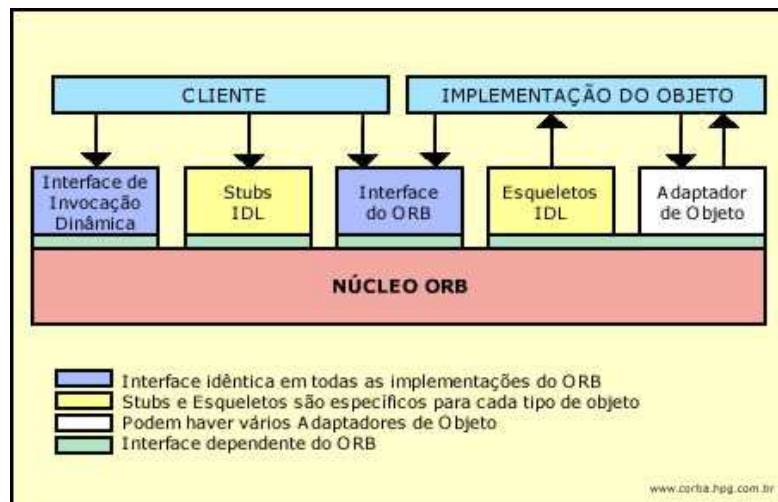 CLIENTE
IMPLEMENTAÇÃO DO OBJETO
Interface de
Invocação
Dinâmica
Stubs
IDL
Interface
do ORB
Esqueletos
IDL
Adaptador
de Objeto
NÚCLEO ORB
Interface idêntica em todas as implementações do ORB
Stubs e Esqueletos são específicos para cada tipo de objeto
Podem haver vários Adaptadores de Objeto
Interface dependente do ORB
www.corba.hpg.com.br